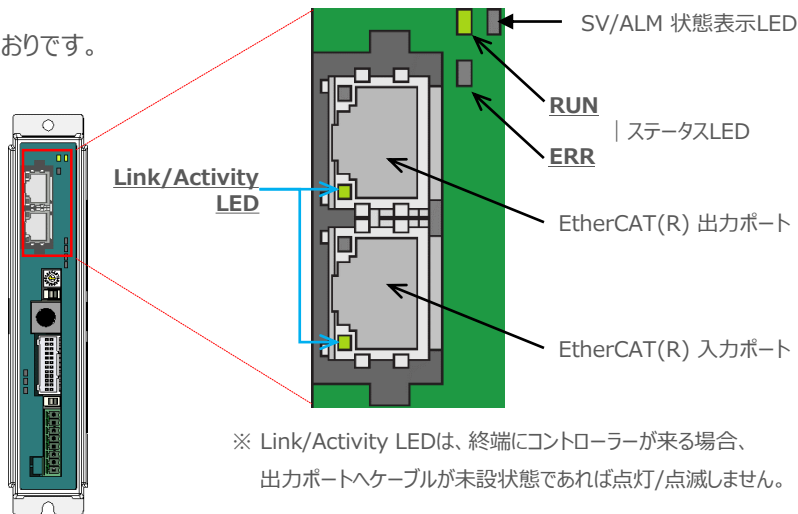 SV/ALM 状態表示LED
おりです。
RUN
｜ステータスLED
ERR
Link/Activity
LED
EtherCAT(R) 出力ポート
EtherCAT(R) 入力ポート
※ Link/Activity LEDは、終端にコントローラーが来る場合、
出力ポートへケーブルが未設状態であれば点灯/点滅しません。